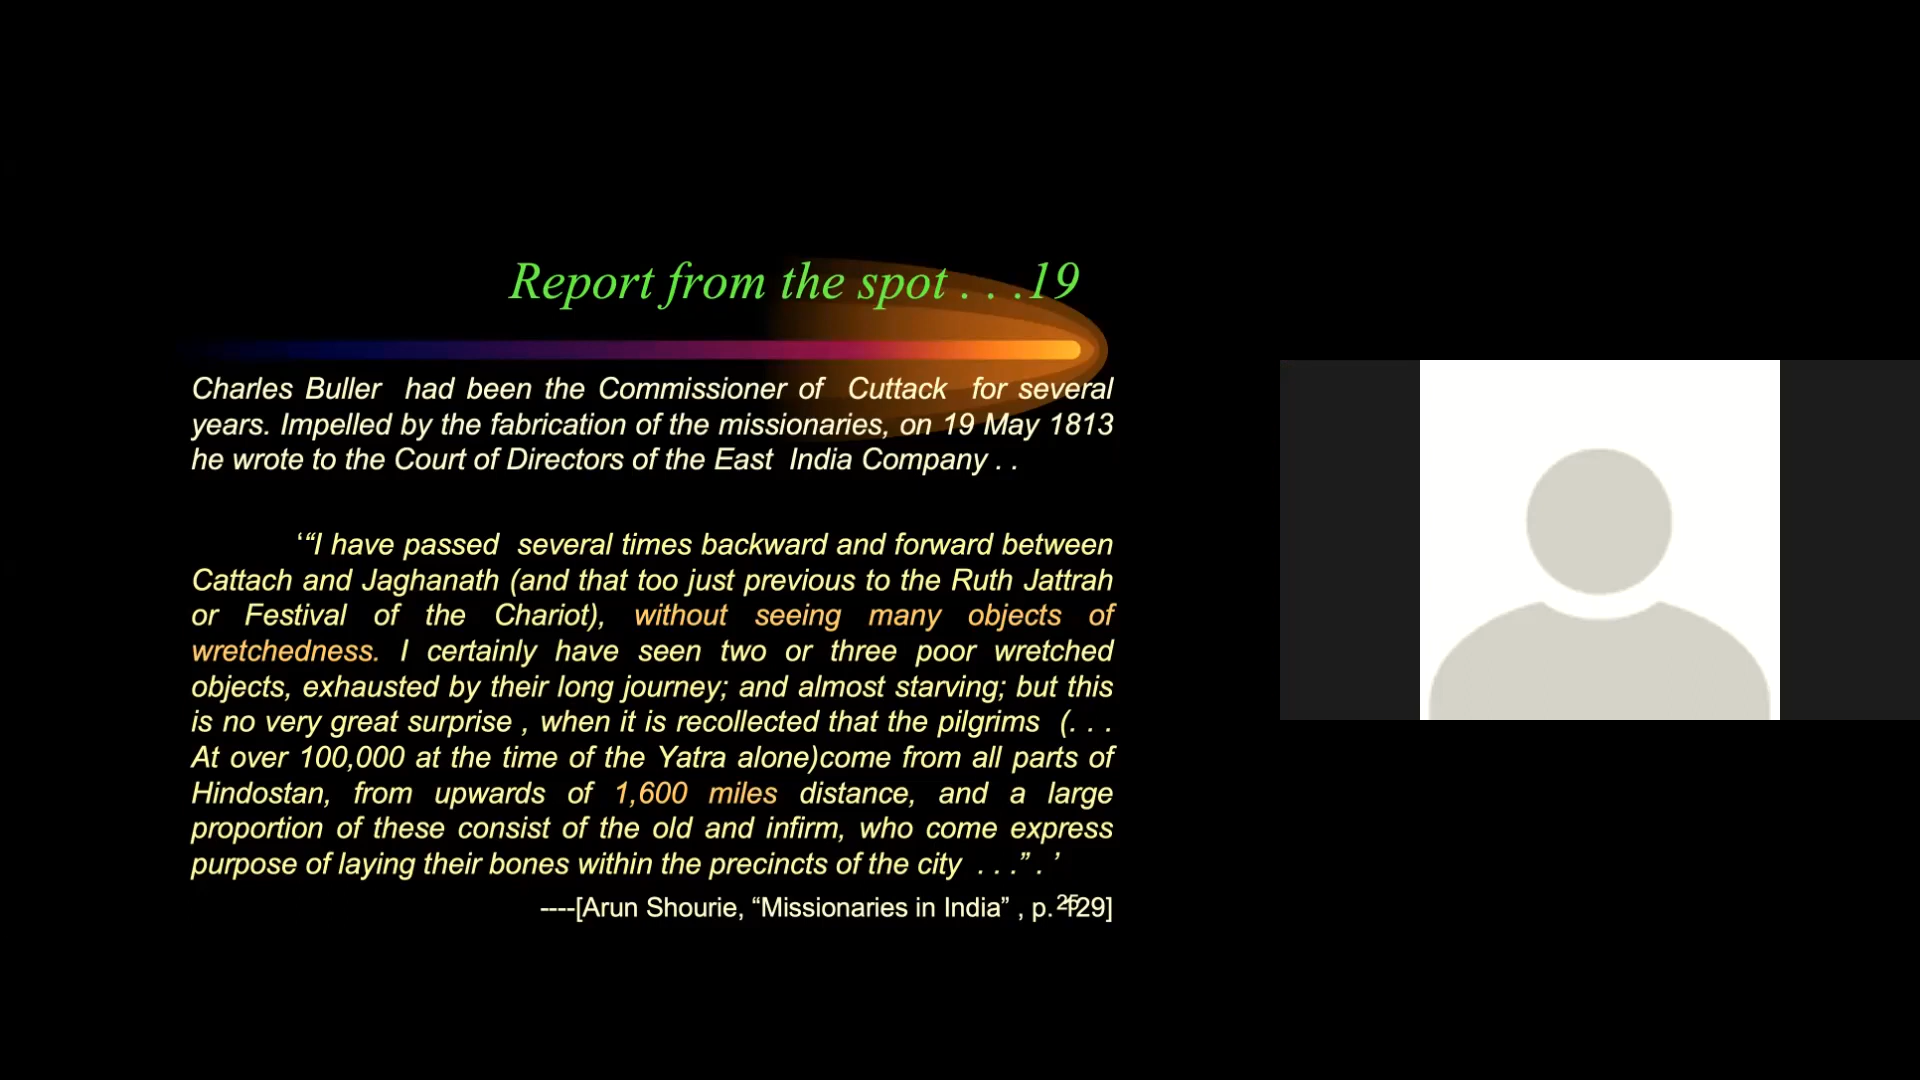 Report from the spot . . .19
Charles Buller had been the Commissioner of Cuttack for several
years. Impelled by the fabrication of the missionaries, on 19 May 1813
he wrote to the Court of Directors of the East India Company . .
‘“I have passed several times backward and forward between
Cattach and Jaghanath (and that too just previous to the Ruth Jattrah
or Festival of the Chariot), without seeing many objects of
wretchedness. I certainly have seen two or three poor wretched
objects, exhausted by their long journey; and almost starving; but this
is no very great surprise , when it is recollected that the pilgrims (. . .
At over 100,000 at the time of the Yatra alone)come from all parts of
Hindostan, from upwards of 1,600 miles distance, and a large
proportion of these consist of the old and infirm, who come express
purpose of laying their bones within the precincts of the city . . .” . ’
----[Arun Shourie, “Missionaries in India” , p.